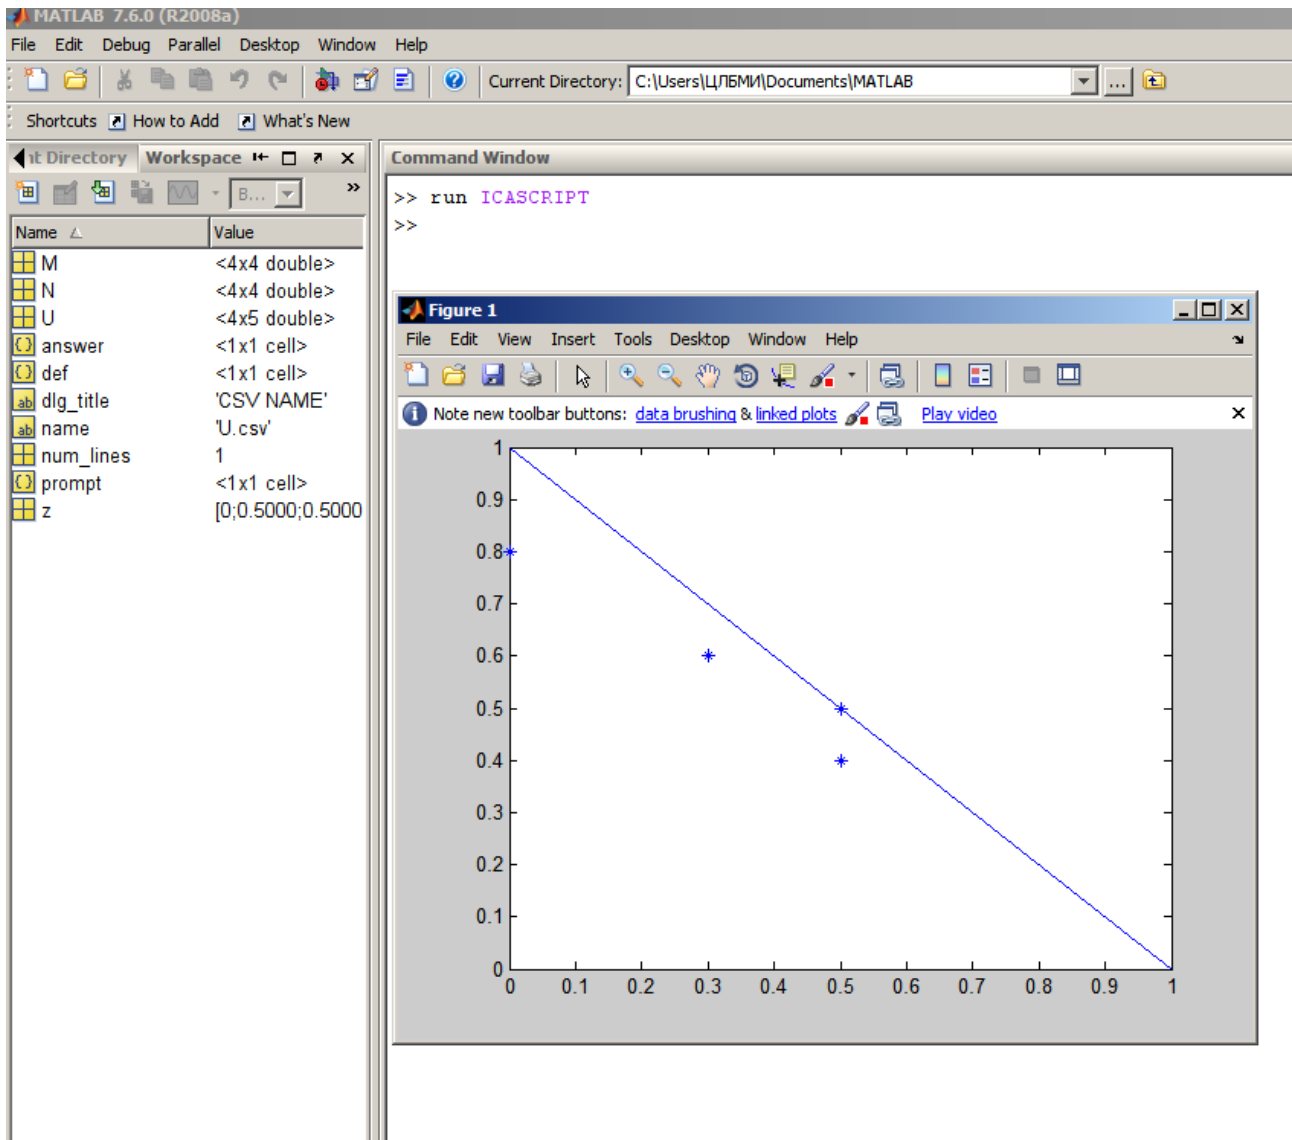 MATLAB 7.6.0 (R2008a)
File Edit Debug Parallel Desktop Window Help
Current Directory: C:\Users\ЦЛБМИ\Documents\MATLAB ...
Shortcuts How to Add What's New
nt Directory Workspace
B... »
Name Value
M <4x4 double>
N <4x4 double>
U <4x5 double>
answer <1x1 cell>
def <1x1 cell>
dlg_title 'CSV NAME'
name 'U.csv'
num_lines 1
prompt <1x1 cell>
z [0;0.5000;0.5000
Command Window
>> run ICASCRIPT
>>
Figure 1
File Edit View Insert Tools Desktop Window Help
Note new toolbar buttons: data brushing & linked plots Play video
1
0.9
0.8
0.7
0.6
0.5
0.4
0.3
0.2
0.1
0
0 0.1 0.2 0.3 0.4 0.5 0.6 0.7 0.8 0.9 1